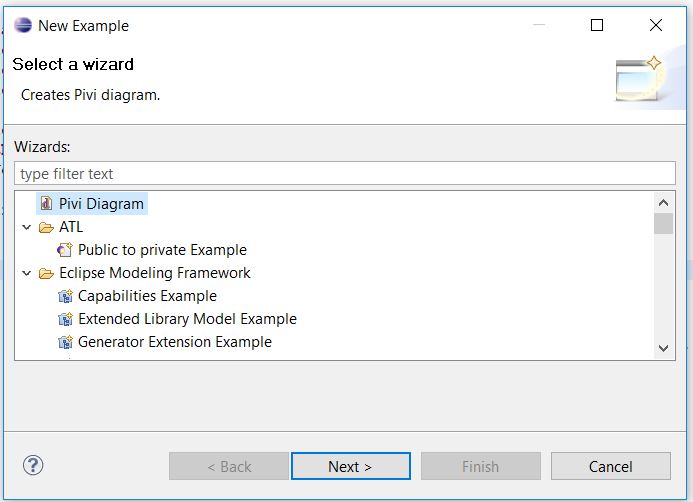 New Example
Select a wizard
Creates Pivi diagram.
Wizards:
type filter text
Pivi Diagram
ATL
Public to private Example
Eclipse Modeling Framework
Capabilities Example
Extended Library Model Example
Generator Extension Example
?
< Back
Next >
Finish
Cancel